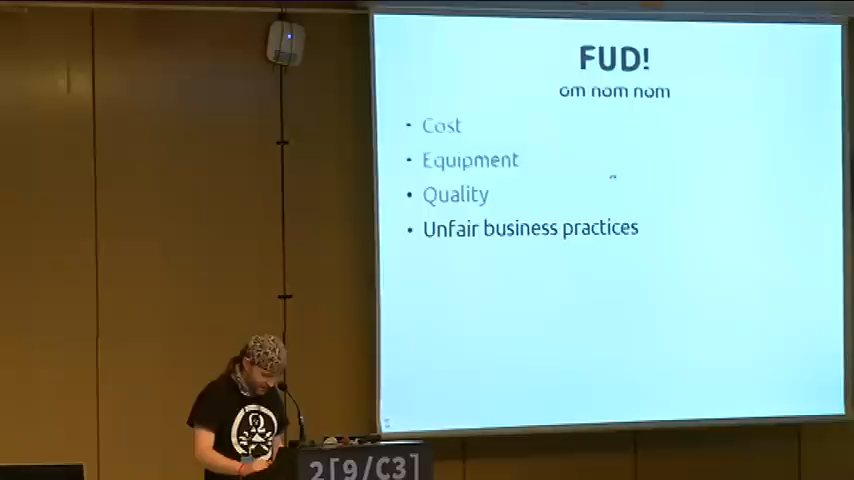 FUD!
om nom nom
• Cost
• Equipment
• Quality
• Unfair business practices
2[9/C3]